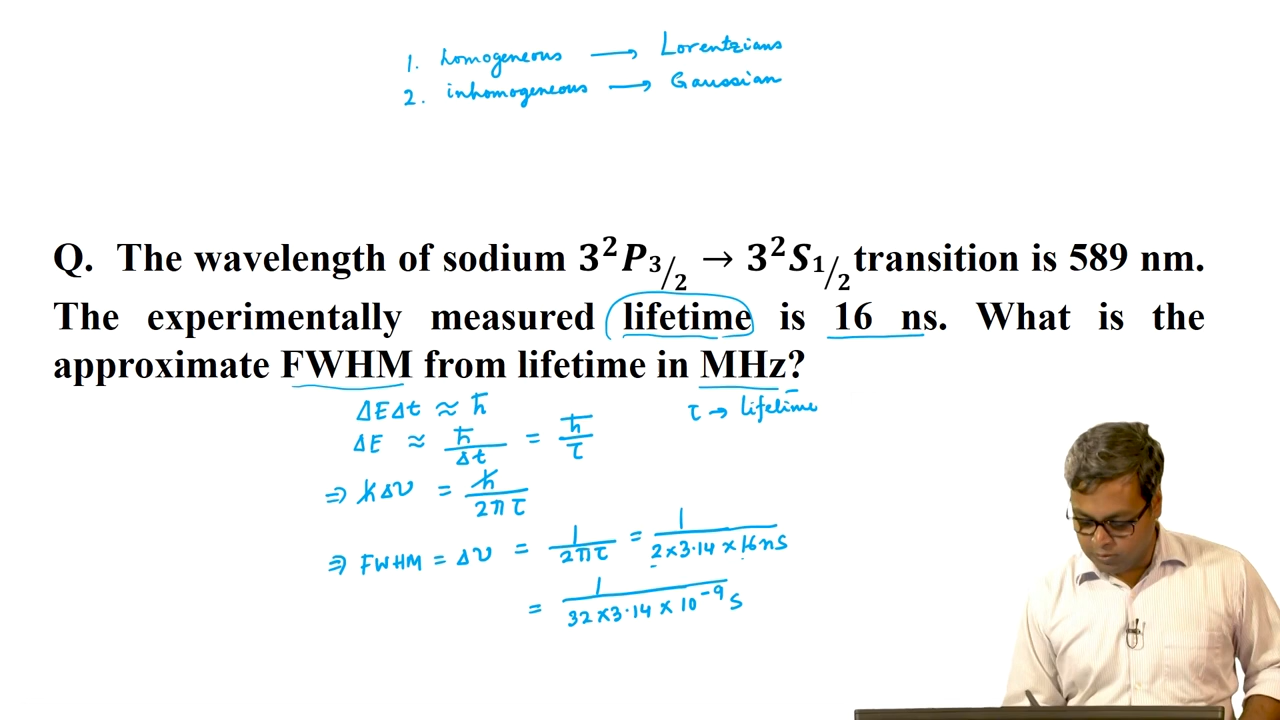 1. homogeneous → Lorentzians
2. inhomogeneous → Gaussian
Q. The wavelength of sodium 3²P₃/₂ → 3²S₁/₂ transition is 589 nm.
The experimentally measured lifetime is 16 ns. What is the
approximate FWHM from lifetime in MHz?
ΔEΔt ≈ ħ
τ → lifetime
ΔE ≈ ħ/Δt = ħ/τ
⇒ hΔν = h/2πτ
⇒ FWHM = Δν = 1/2πτ = 1/2×3.14×16ns
= 1/32×3.14×10⁻⁹ s